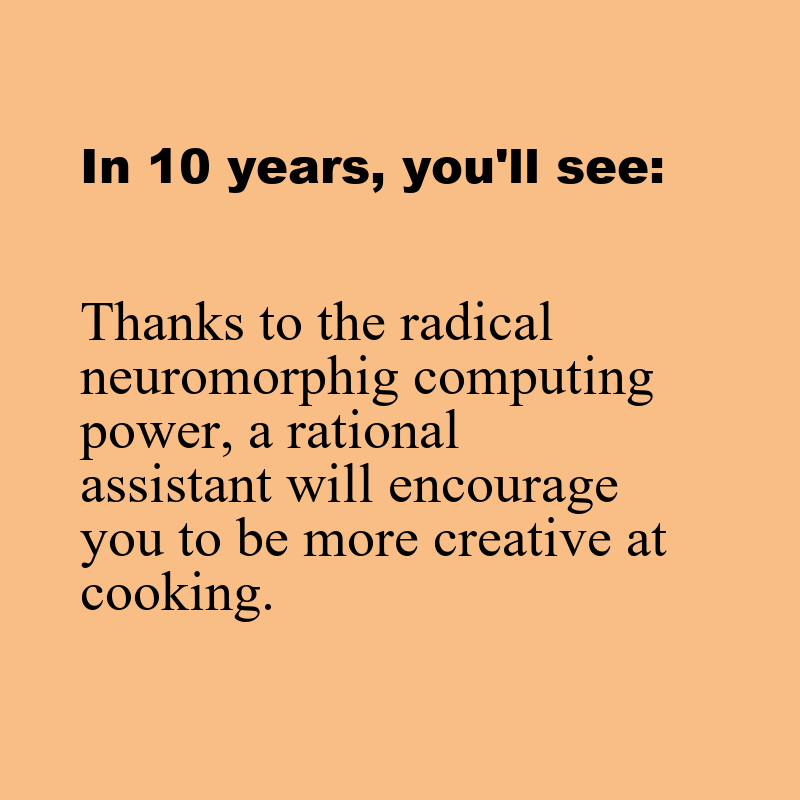 In 10 years, you'll see:
Thanks to the radical
neuromorphig computing
power, a rational
assistant will encourage
you to be more creative at
cooking.